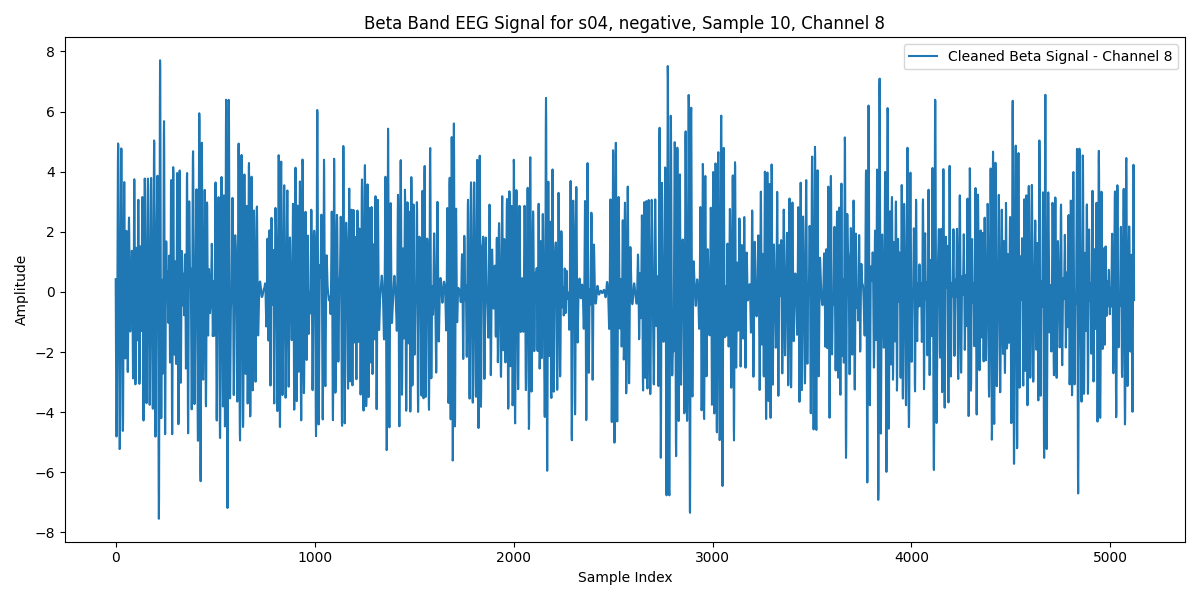 Beta Band EEG Signal for s04, negative, Sample 10, Channel 8
Cleaned Beta Signal - Channel 8
Amplitude
8
6
4
2
0
−2
−4
−6
−8
0 1000 2000 3000 4000 5000
Sample Index